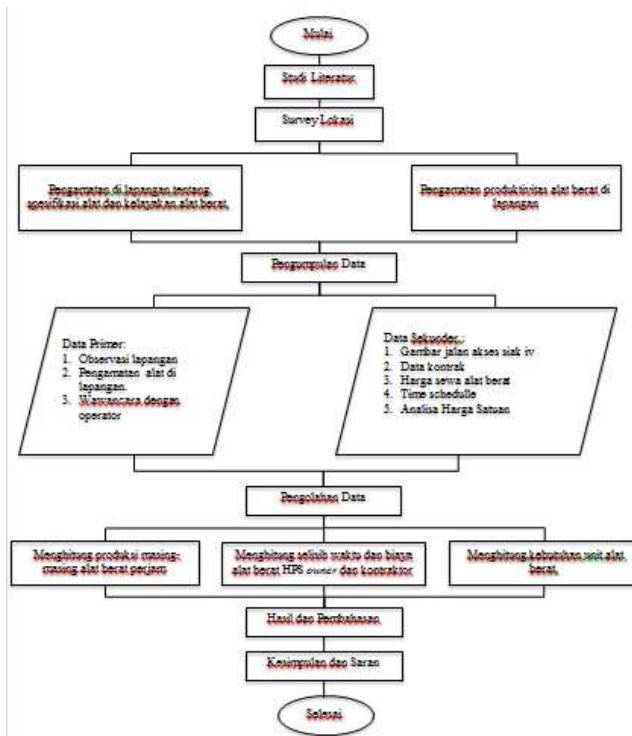 Mulai
Studi Literatur
Survey Lokasi
Pengamatan di lapangan tentang
spesifikasi alat dan kelayakan alat berat.
Pengamatan produktivitas alat berat di
lapangan
Pengumpulan Data
Data Primer:
1. Observasi lapangan
2. Pengamatan alat di
lapangan.
3. Wawancara dengan
operator
Data Sekunder :
1. Gambar jalan akses siak iv
2. Data kontrak
3. Harga sewa alat berat
4. Time schedulle
5. Analisa Harga Satuan
Pengolahan Data
Menghitung produksi masing-
masing alat berat perjam
Menghitung selisih waktu dan biaya
alat berat HPS owner dan kontraktor
Menghitung kebutuhan unit alat
berat.
Hasil dan Pembahasan
Kesimpulan dan Saran
Selesai